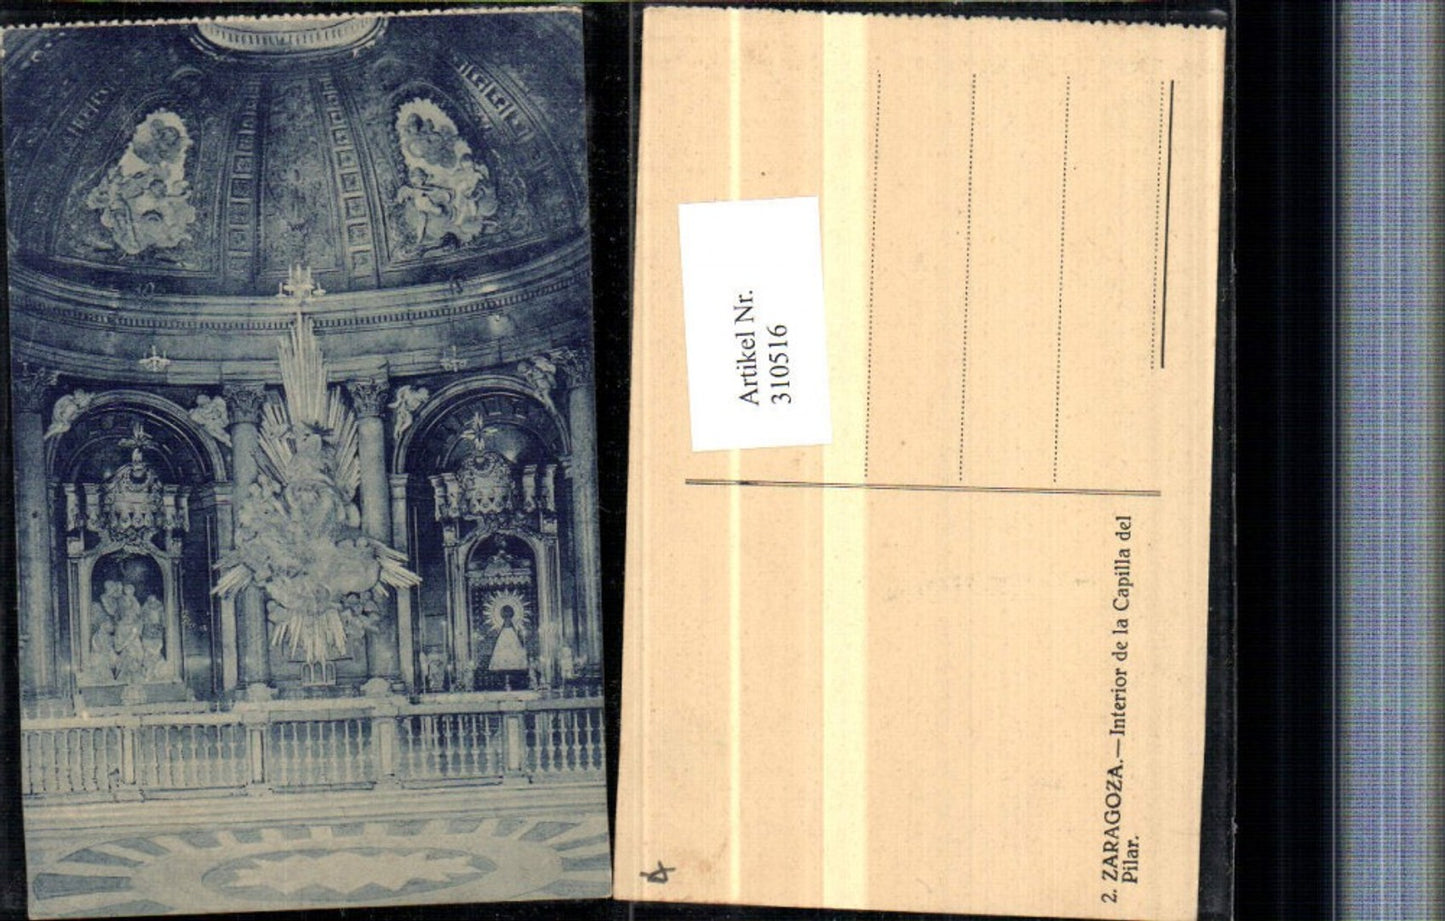 Artikel Nr.
310516
2. ZARAGOZA.—Interior de la Capilla del
Pilar.